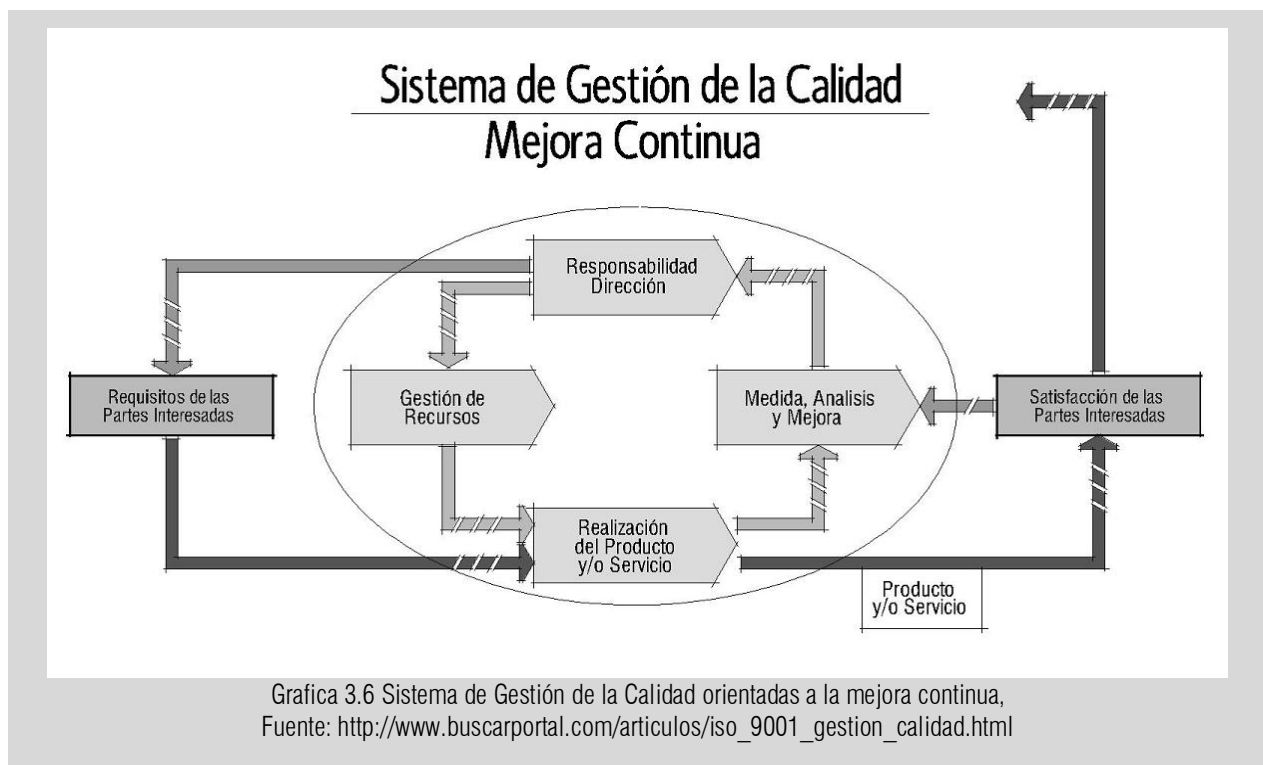 Sistema de Gestión de la Calidad
Mejora Continua
Responsabilidad
Dirección
Requisitos de las
Partes Interesadas
Gestión de
Recursos
Medida, Analisis
y Mejora
Satisfacción de las
Partes Interesadas
Realización
del Producto
y/o Servicio
Producto
y/o Servicio
Grafica 3.6 Sistema de Gestión de la Calidad orientadas a la mejora continua,
Fuente: http://www.buscarportal.com/articulos/iso_9001_gestion_calidad.html